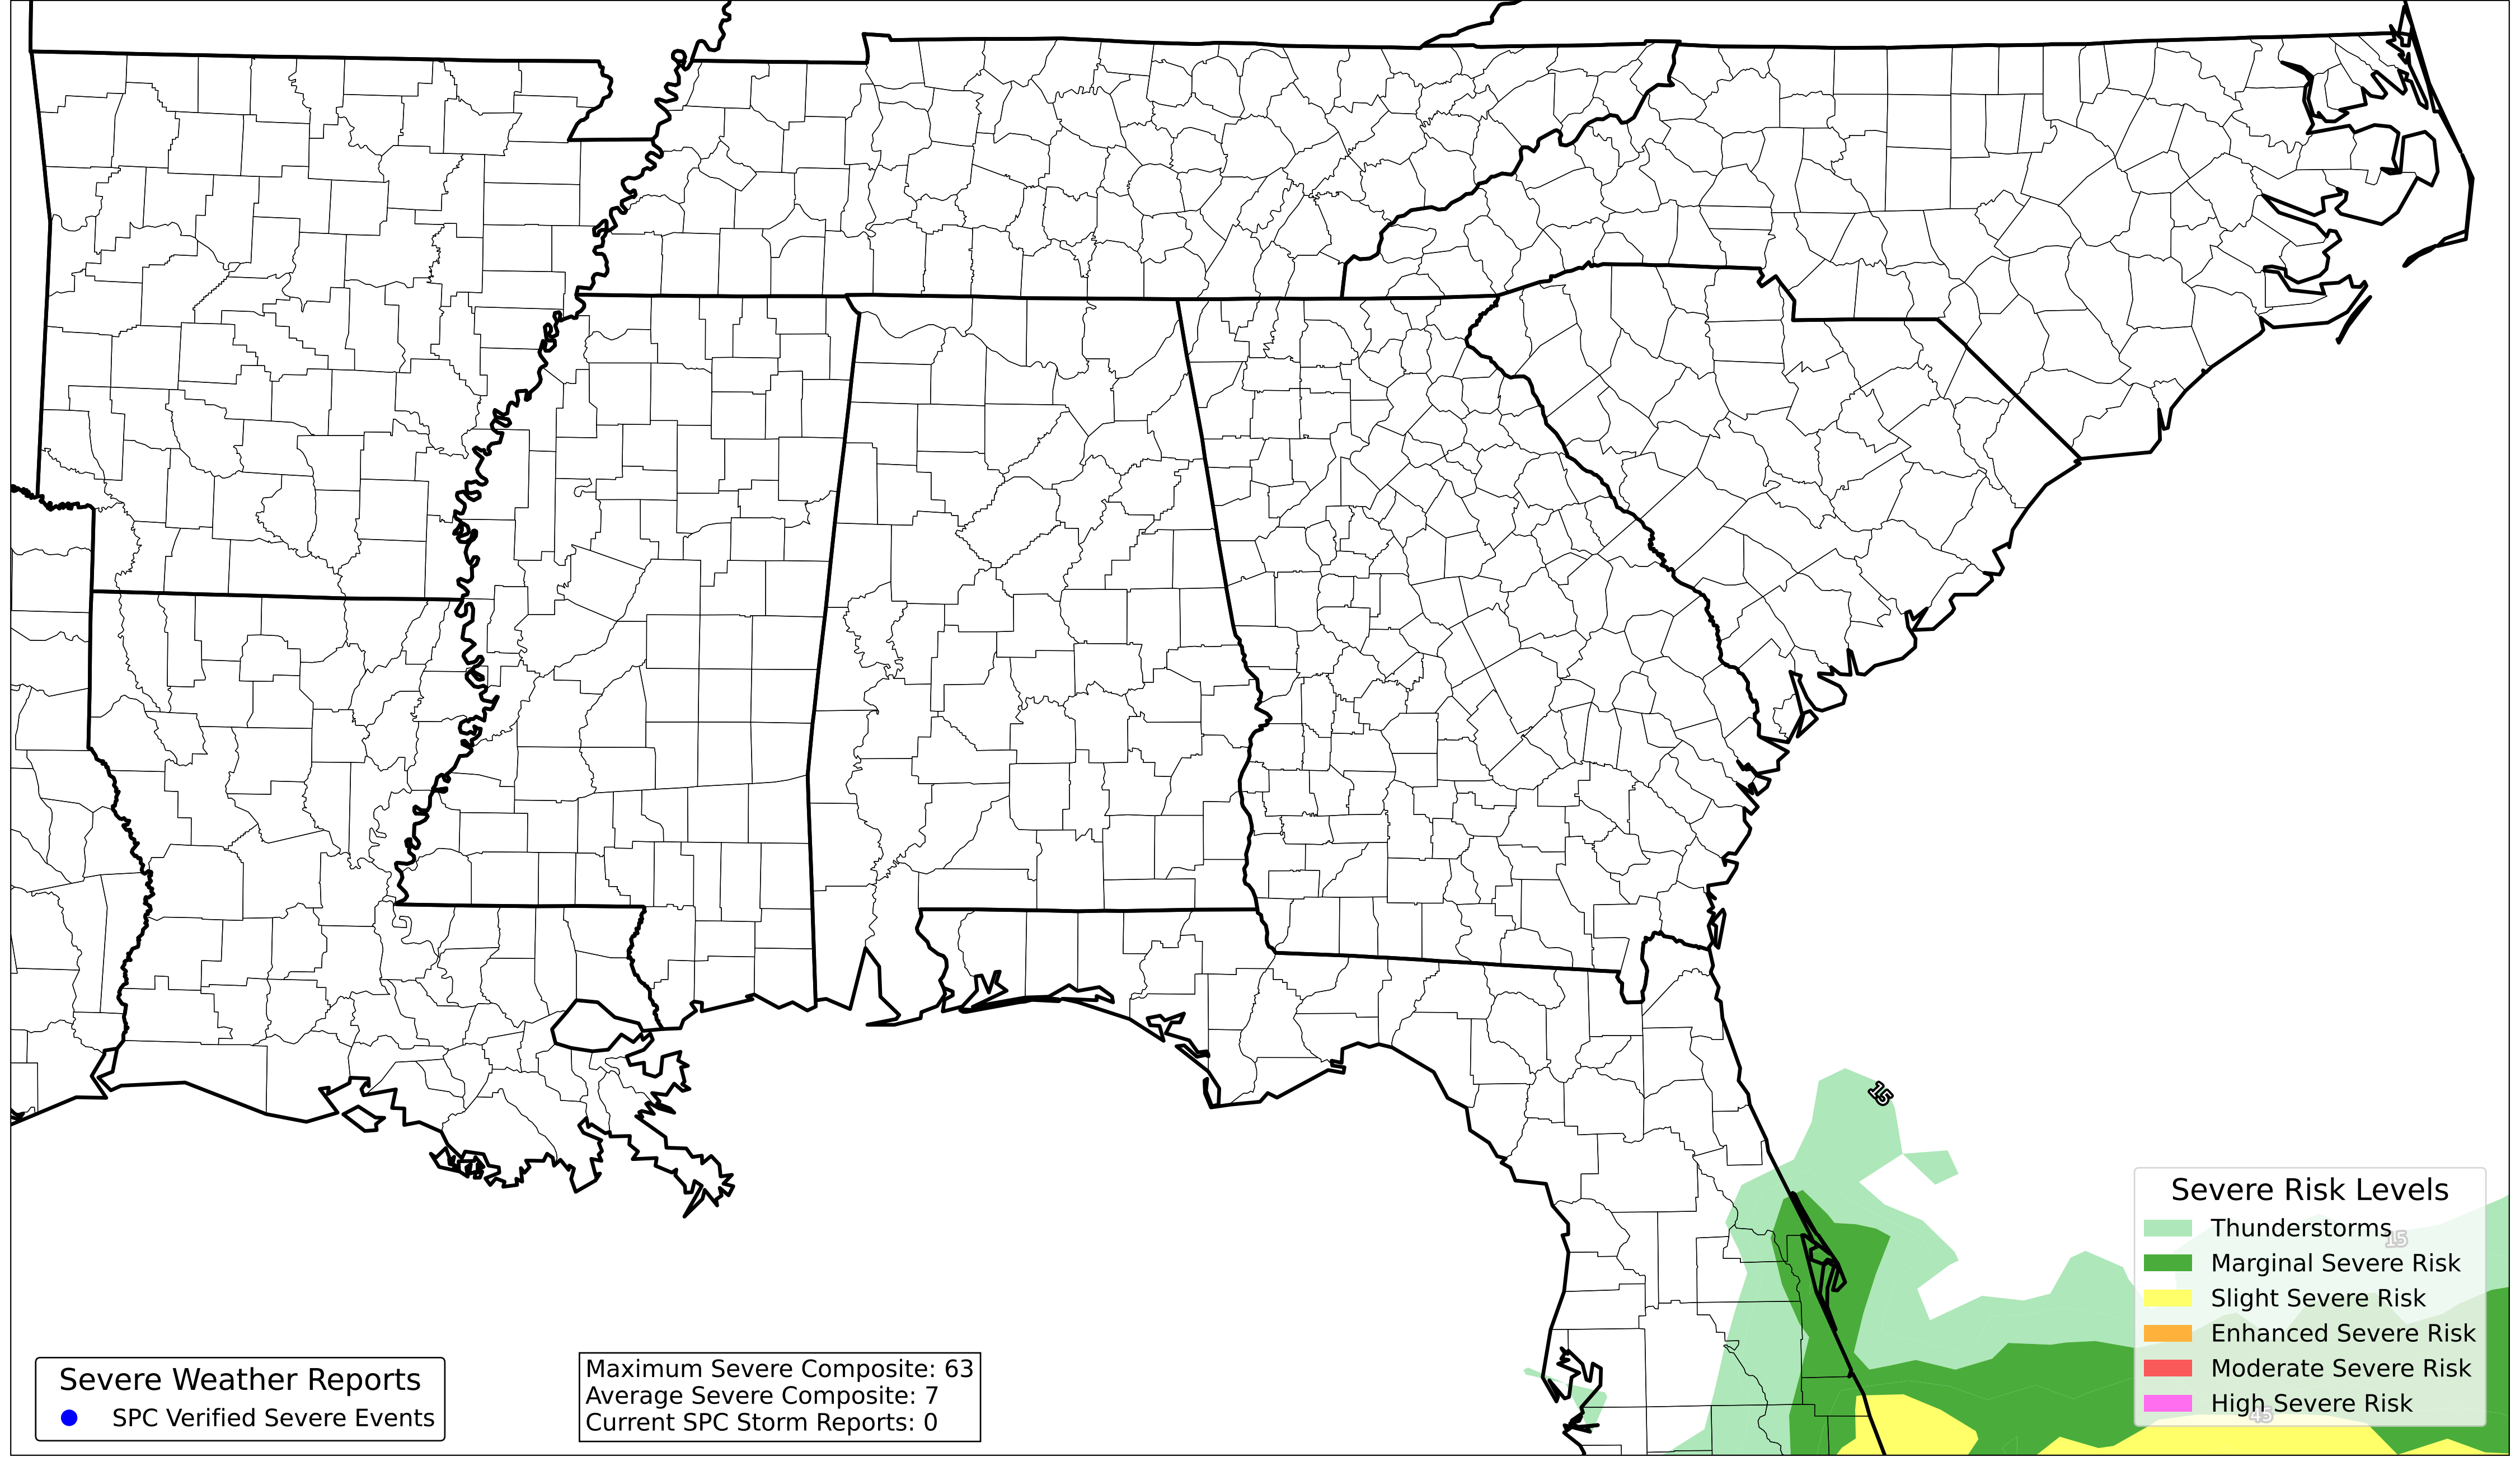 15
Severe Risk Levels
Thunderstorms
15
Marginal Severe Risk
Slight Severe Risk
Enhanced Severe Risk
Moderate Severe Risk
High Severe Risk
45
Severe Weather Reports
SPC Verified Severe Events
Maximum Severe Composite: 63
Average Severe Composite: 7
Current SPC Storm Reports: 0